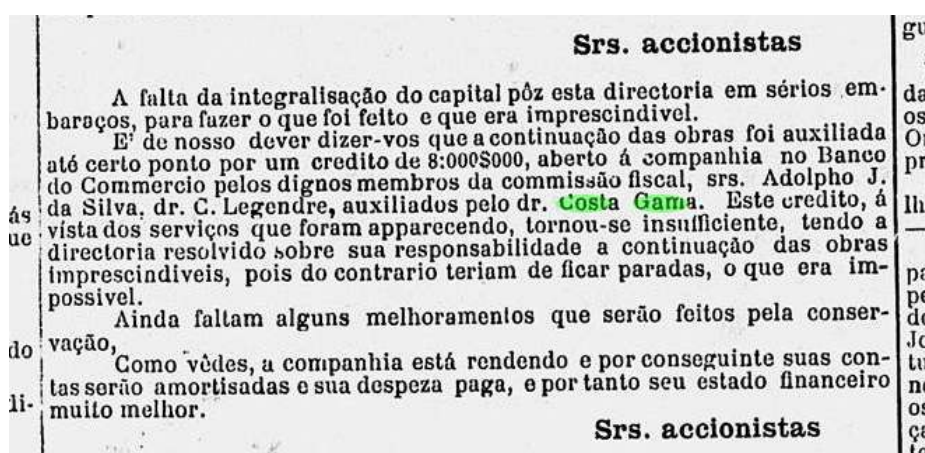 Srs. accionistas
A falta da integralisação do capital pôz esta directoria em sérios em-
baraços, para fazer o que foi feito e que era imprescindivel.
E' de nosso dever dizer-vos que a continuação das obras foi auxiliada
até certo ponto por um credito de 8:000$000, aberto á companhia no Banco
do Commercio pelos dignos membros da commissão fiscal, srs. Adolpho J.
da Silva, dr. C. Legendre, auxiliados pelo dr. Costa Gama. Este credito, á
vista dos serviços que foram apparecendo, tornou-se insufficiente, tendo a
directoria resolvido sobre sua responsabilidade a continuação das obras
imprescindiveis, pois do contrario teriam de ficar paradas, o que era im-
possivel.
Ainda faltam alguns melhoramentos que serão feitos pela conser-
vação,
Como vêdes, a companhia está rendendo e por conseguinte suas con-
tas serão amortisadas e sua despeza paga, e por tanto seu estado financeiro
muito melhor.
Srs. accionistas